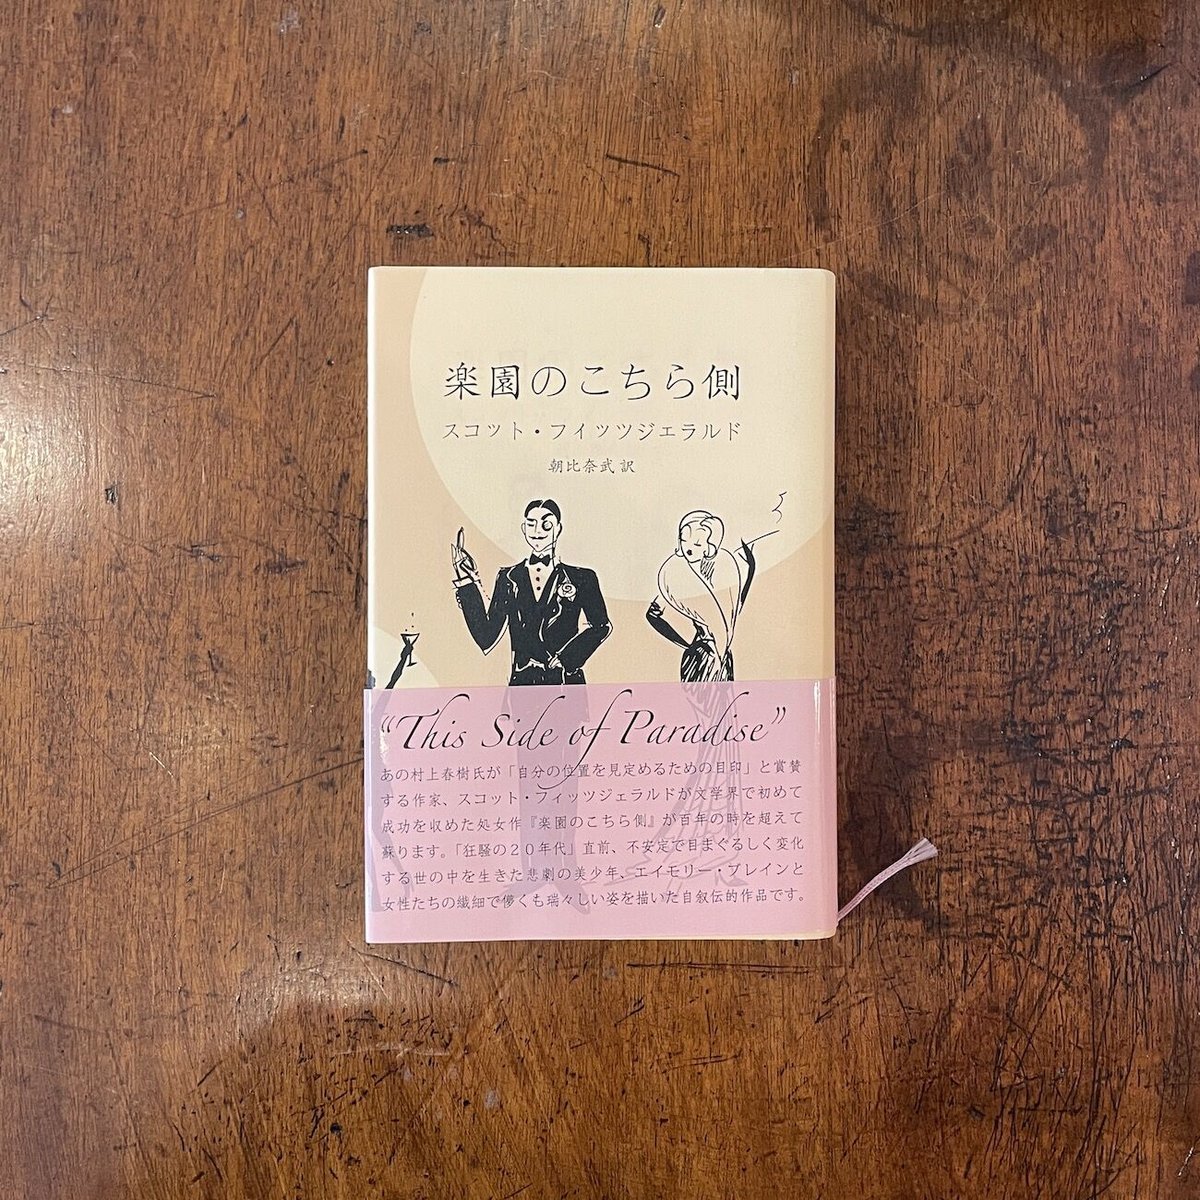 楽園のこちら側
スコット・フィッツジェラルド
朝比奈武 訳
“This Side of Paradise”
あの村上春樹氏が「自分の位置を見定めるための目印」と賞賛
する作家、スコット・フィッツジェラルドが文学界で初めて
成功を収めた処女作『楽園のこちら側』が百年の時を超えて
蘇ります。「狂騒の２０年代」直前、不安定で目まぐるしく変化
する世の中を生きた悲劇の美少年、エイモリー・ブレインと
女性たちの繊細で儚くも瑞々しい姿を描いた自叙伝的作品です。